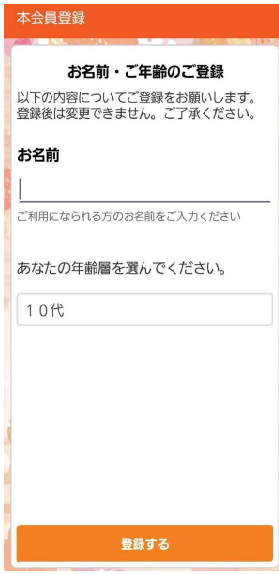 本会員登録
お名前・ご年齢のご登録
以下の内容についてご登録をお願いします。
登録後は変更できません。ご了承ください。
お名前
ご利用になられる方のお名前をご入力ください
あなたの年齢層を選んでください。
１０代
登録する